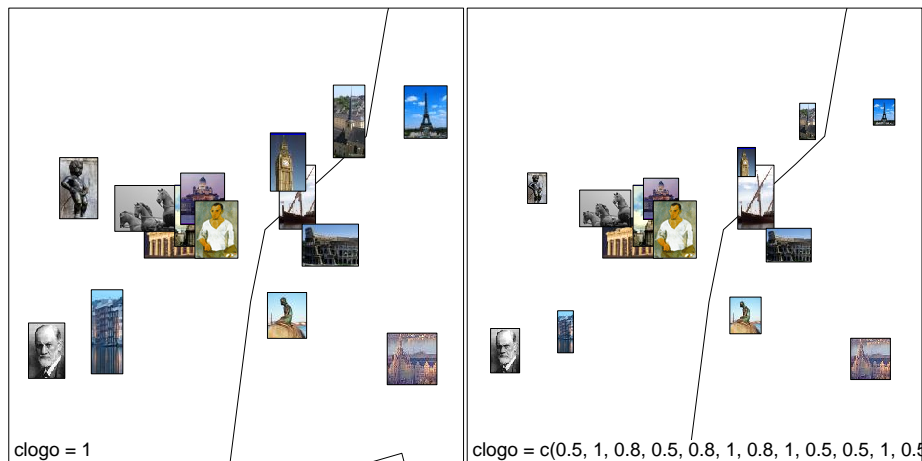 clogo = 1
clogo = c(0.5, 1, 0.8, 0.5, 0.8, 1, 0.8, 1, 0.5, 0.5, 1, 0.5